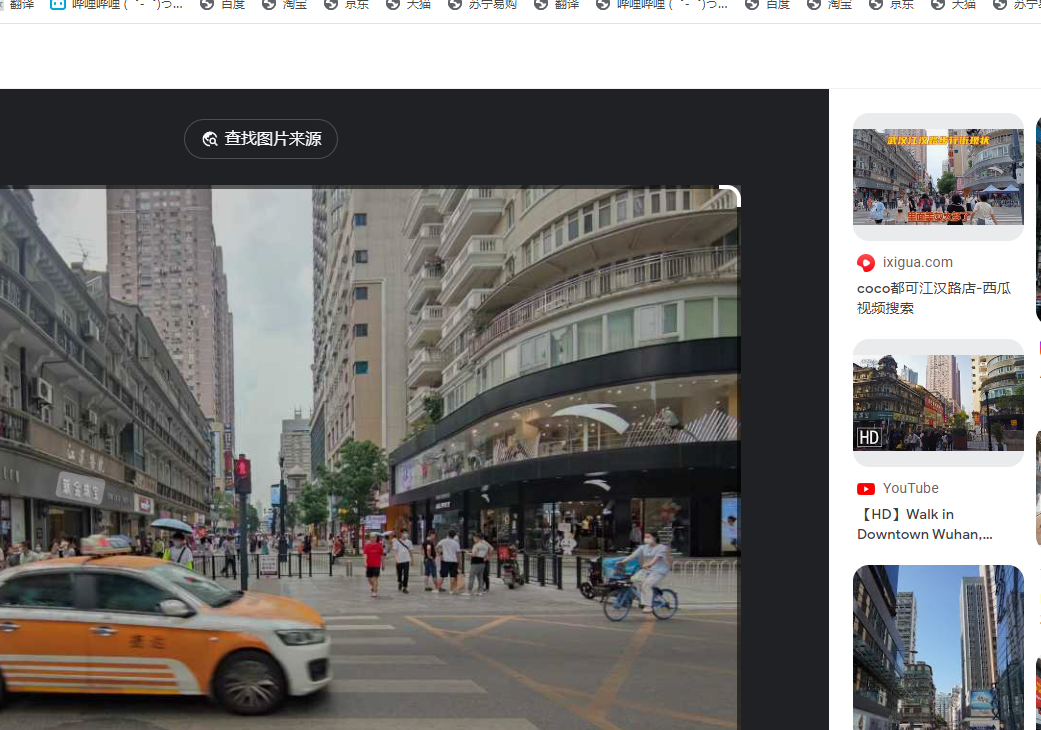 翻译
哔哩哔哩 (゜-゜)つ...
百度
淘宝
京东
天猫
苏宁易购
翻译
哔哩哔哩 (゜-゜)つ...
百度
淘宝
京东
天猫
查找图片来源
武汉江汉路步行街现状
ixigua.com
coco都可江汉路店-西瓜
视频搜索
HD
YouTube
【HD】Walk in
Downtown Wuhan,...
捷达